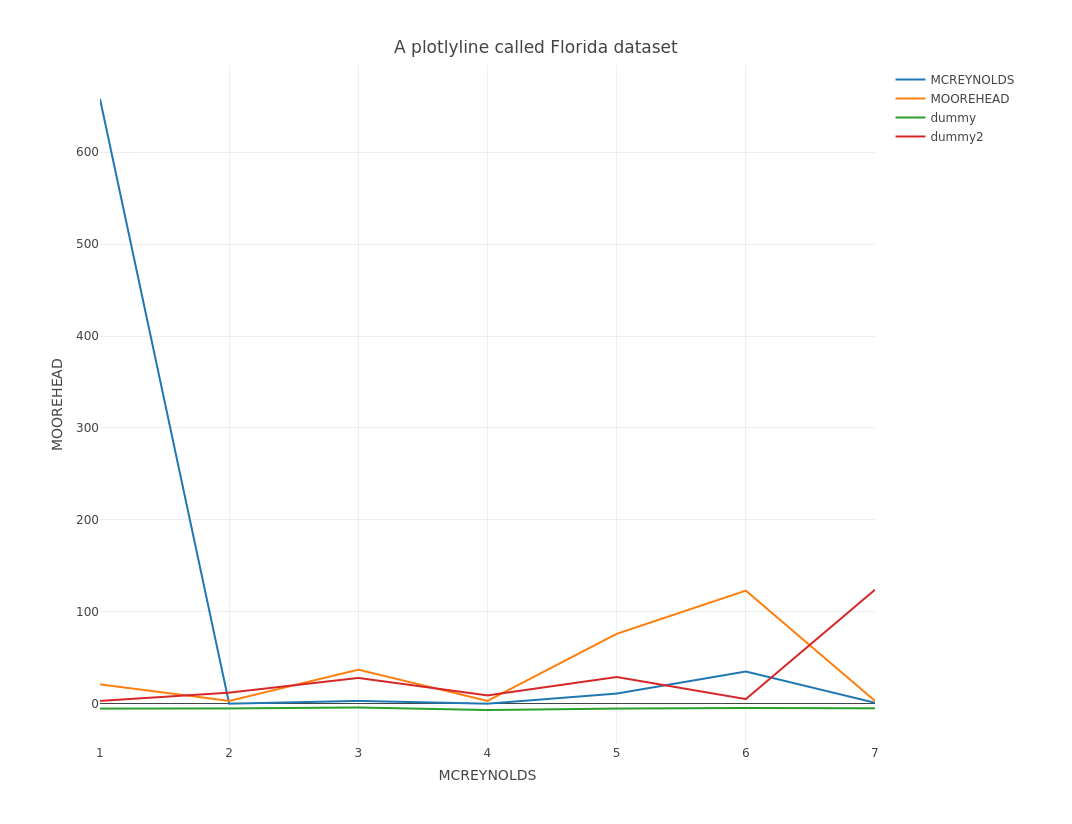 A plotlyline called Florida dataset
MCREYNOLDS
MOOREHEAD
dummy
dummy2
MOOREHEAD
600
500
400
300
200
100
0
1 2 3 4 5 6 7
MCREYNOLDS